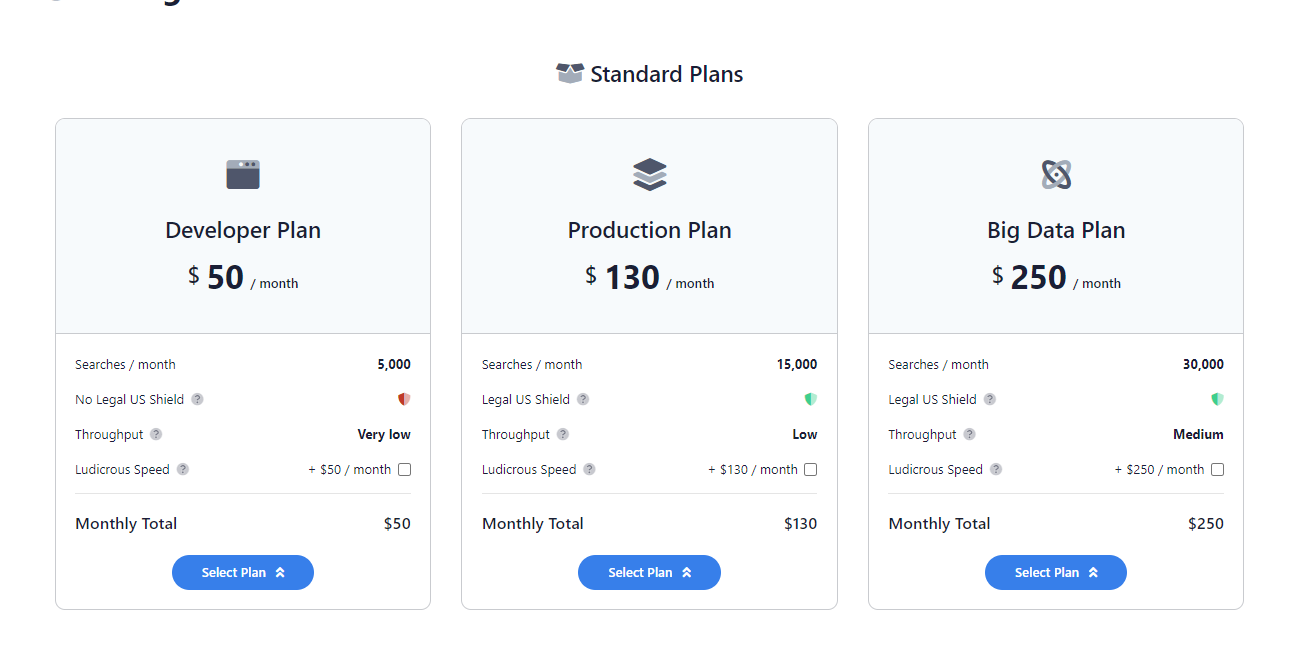 Standard Plans
Developer Plan
$ 50 / month
Searches / month 5,000
No Legal US Shield ?
Throughput ? Very low
Ludicrous Speed ? + $50 / month
Monthly Total $50
Select Plan
Production Plan
$ 130 / month
Searches / month 15,000
Legal US Shield ?
Throughput ? Low
Ludicrous Speed ? + $130 / month
Monthly Total $130
Select Plan
Big Data Plan
$ 250 / month
Searches / month 30,000
Legal US Shield ?
Throughput ? Medium
Ludicrous Speed ? + $250 / month
Monthly Total $250
Select Plan